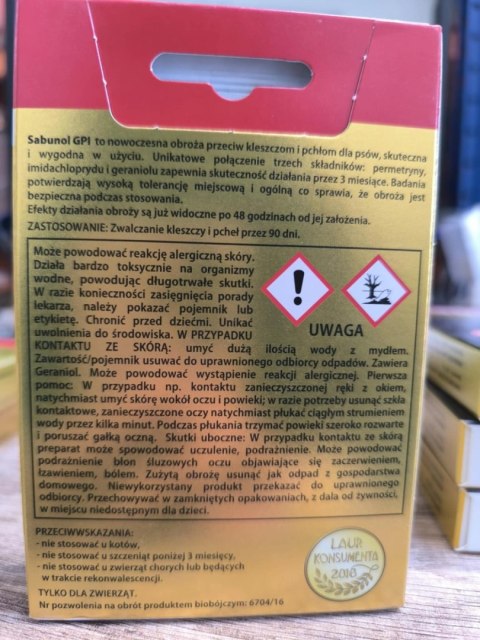 Sabunol GPI to nowoczesna obroża przeciw kleszczom i pchłom dla psów, skuteczna
i wygodna w użyciu. Unikatowe połączenie trzech składników: permetryny,
imidachloprydu i geraniolu zapewnia skuteczność działania przez 3 miesiące. Badania
potwierdzają wysoką tolerancję miejscową i ogólną co sprawia, że obroża jest
bezpieczna podczas stosowania.
Efekty działania obroży są już widoczne po 48 godzinach od jej założenia.
ZASTOSOWANIE: Zwalczanie kleszczy i pcheł przez 90 dni.
Może powodować reakcję alergiczną skóry.
Działa bardzo toksycznie na organizmy
wodne, powodując długotrwałe skutki.
W razie konieczności zasięgnięcia porady
lekarza, należy pokazać pojemnik lub
etykietę. Chronić przed dziećmi. Unikać
uwolnienia do środowiska. W PRZYPADKU
KONTAKTU ZE SKÓRĄ: umyć dużą ilością wody z mydłem.
Zawartość/pojemnik usuwać do uprawnionego odbiorcy odpadów. Zawiera
Geraniol. Może powodować wystąpienie reakcji alergicznej. Pierwsza
pomoc: W przypadku np. kontaktu zanieczyszczonej ręki z okiem,
natychmiast umyć skórę wokół oczu i powieki; w razie potrzeby usunąć szkła
kontaktowe, zanieczyszczone oczy natychmiast płukać ciągłym strumieniem
wody przez kilka minut. Podczas płukania trzymać powieki szeroko rozwarte
i poruszać gałką oczną. Skutki uboczne: W przypadku kontaktu ze skórą
preparat może spowodować uczulenie, podrażnienie. Może powodować
podrażnienie błon śluzowych oczu objawiające się zaczerwienieniem,
łzawieniem, bólem. Zużytą obrożę usunąć jak odpad z gospodarstwa
domowego. Niewykorzystany produkt przekazać do uprawnionego
odbiorcy. Przechowywać w zamkniętych opakowaniach, z dala od żywności,
w miejscu niedostępnym dla dzieci.
UWAGA
PRZECIWWSKAZANIA:
- nie stosować u kotów,
- nie stosować u szczeniąt poniżej 3 miesięcy,
- nie stosować u zwierząt chorych lub będących
w trakcie rekonwalescencji.
TYLKO DLA ZWIERZĄT.
Nr pozwolenia na obrót produktem biobójczym: 6704/16
LAUR
KONSUMENTA
2016